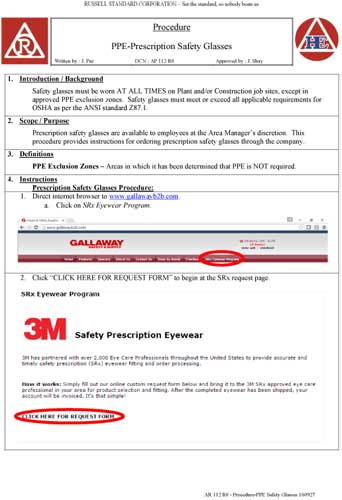 RUSSELL STANDARD CORPORATION – Set the standard, so nobody beats us
Procedure
PPE-Prescription Safety Glasses
Written by : J. Paz
DCN : AP 112 R0
Approved by : J. Shay
1. Introduction / Background
Safety glasses must be worn AT ALL TIMES on Plant and/or Construction job sites, except in
approved PPE exclusion zones. Safety glasses must meet or exceed all applicable requirements for
OSHA as per the ANSI standard Z87.1.
2. Scope / Purpose
Prescription safety glasses are available to employees at the Area Manager´s discretion. This
procedure provides instructions for ordering prescription safety glasses through the company.
3. Definitions
PPE Exclusion Zones – Areas in which it has been determined that PPE is NOT required.
4. Instructions
Prescription Safety Glasses Procedure:
1. Direct internet browser to www.gallawayb2b.com.
a. Click on SRx Eyewear Program.
www.gallawayb2b.com
GALLAWAY
SAFETY & SUPPLY
Home Products Specials About Us Contact Us Shop by Brand SRx Eyewear Program
2. Click “CLICK HERE FOR REQUEST FORM” to begin at the SRx request page.
SRx Eyewear Program
3M Safety Prescription Eyewear
3M has partnered with over 2,000 Eye Care Professionals throughout the United States to provide accurate and
timely safety prescription (SRx) eyewear fitting and order processing.
How it works: Simply fill out our online custom request form below and bring it to the 3M SRx approved eye care
professional in your area for product selection and fitting. After the completed eyewear has been shipped, your
account will be invoiced. It's that simple!
CLICK HERE FOR REQUEST FORM
AR 112 R0 - Procedure-PPE Safety Glasses 160927